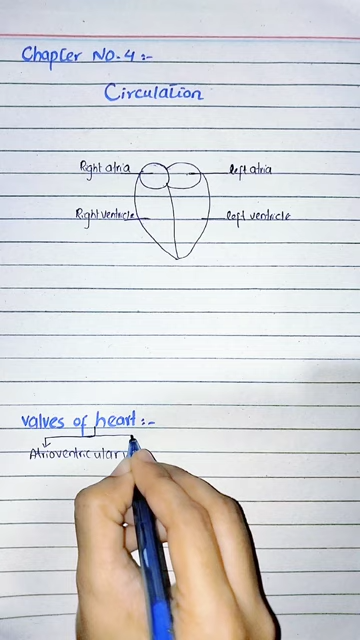 Chapter No. 4 :-
Circulation
Right atria
left atria
Right ventricle
left ventricle
valves of heart :-
Atrioventricular